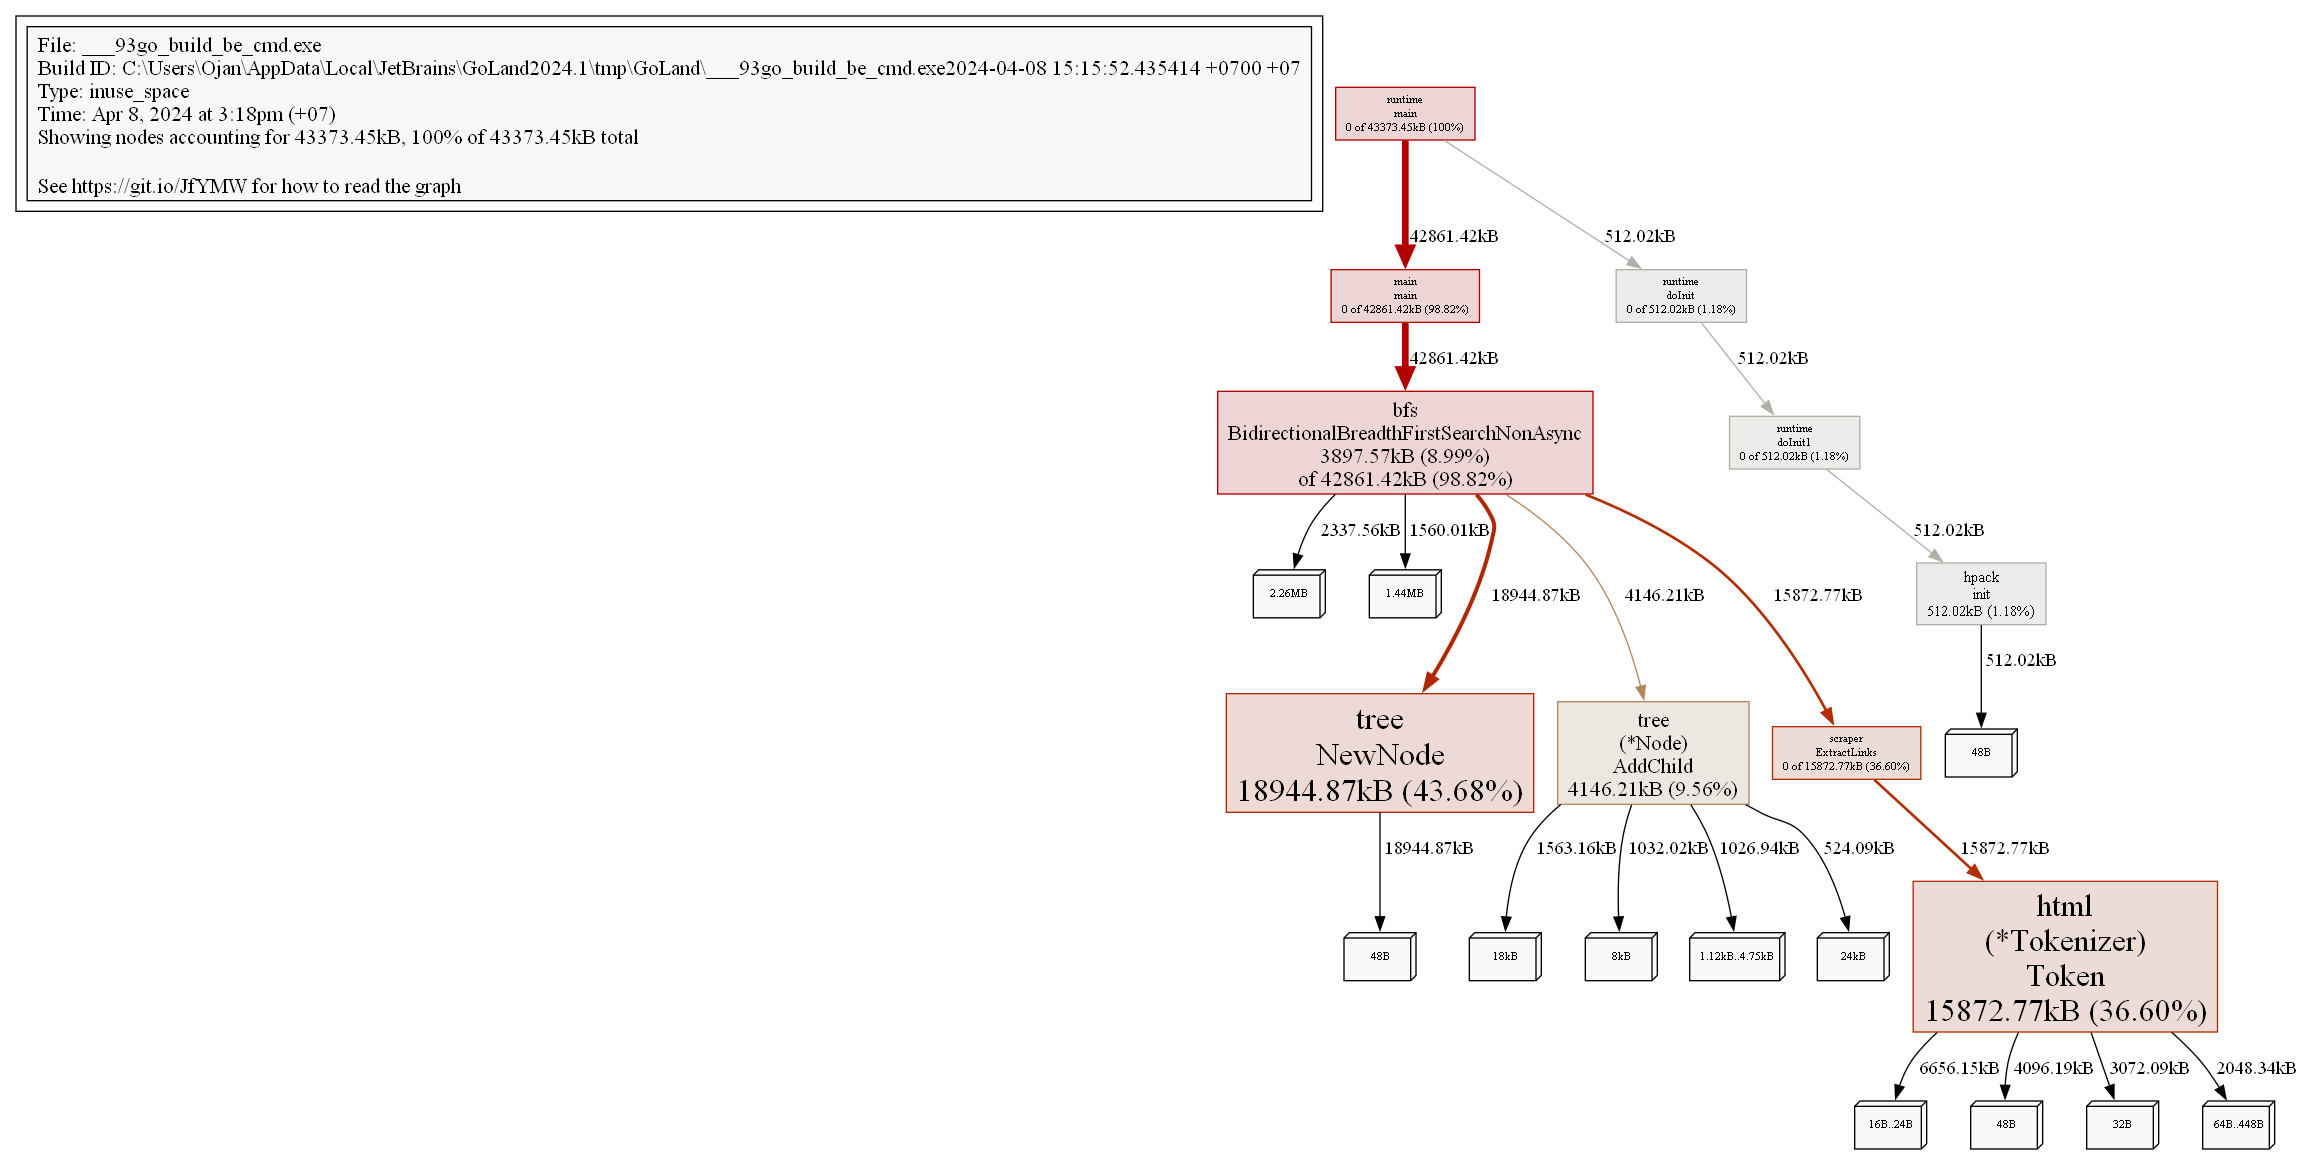 File: ___93go_build_be_cmd.exe
Build ID: C:\Users\Ojan\AppData\Local\JetBrains\GoLand2024.1\tmp\GoLand\___93go_build_be_cmd.exe2024-04-08 15:15:52.435414 +0700 +07
Type: inuse_space
Time: Apr 8, 2024 at 3:18pm (+07)
Showing nodes accounting for 43373.45kB, 100% of 43373.45kB total
See https://git.io/JfYMW for how to read the graph
runtime
main
0 of 43373.45kB (100%)
42861.42kB
512.02kB
main
main
0 of 42861.42kB (98.82%)
runtime
doInit
0 of 512.02kB (1.18%)
42861.42kB
512.02kB
bfs
BidirectionalBreadthFirstSearchNonAsync
3897.57kB (8.99%)
of 42861.42kB (98.82%)
runtime
doInit1
0 of 512.02kB (1.18%)
2337.56kB
1560.01kB
512.02kB
2.26MB
1.44MB
18944.87kB
4146.21kB
15872.77kB
hpack
init
512.02kB (1.18%)
512.02kB
tree
NewNode
18944.87kB (43.68%)
tree
(*Node)
AddChild
4146.21kB (9.56%)
scraper
ExtractLinks
0 of 15872.77kB (36.60%)
48B
18944.87kB
1563.16kB
1032.02kB
1026.94kB
524.09kB
15872.77kB
48B
18kB
8kB
1.12kB..4.75kB
24kB
html
(*Tokenizer)
Token
15872.77kB (36.60%)
6656.15kB
4096.19kB
3072.09kB
2048.34kB
16B..24B
48B
32B
64B..448B